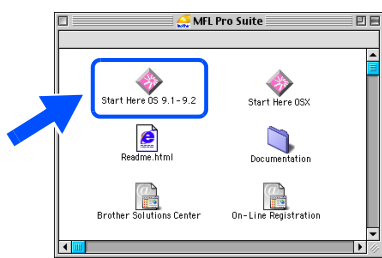 MFL Pro Suite
Start Here OS 9.1-9.2
Start Here OSX
Readme.html
Documentation
Brother Solutions Center
On-Line Registration